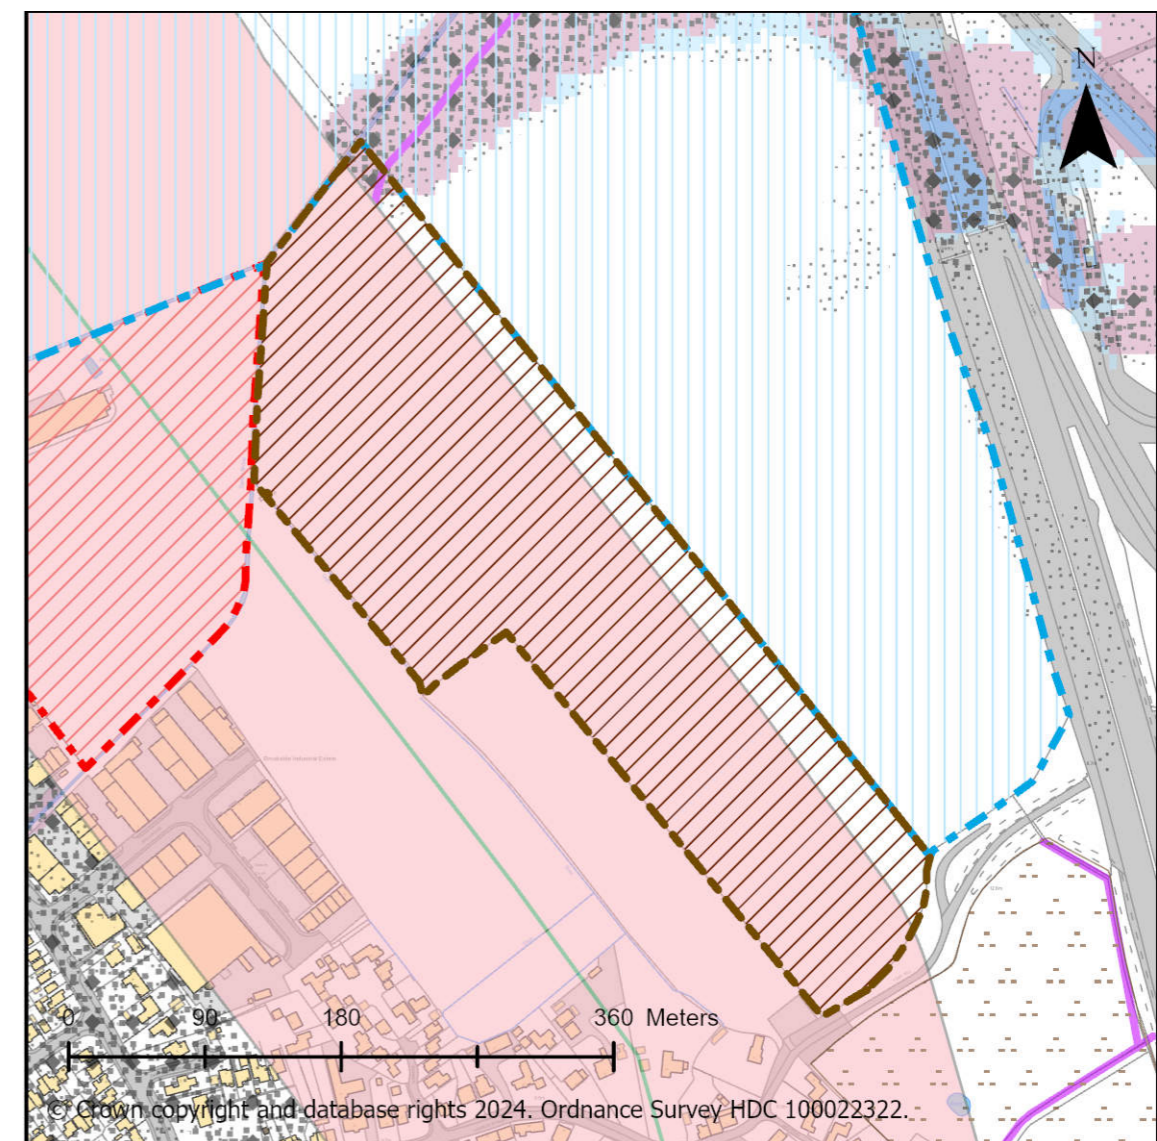 N
0 90 180 360 Meters
© Crown copyright and database rights 2024. Ordnance Survey HDC 100022322.